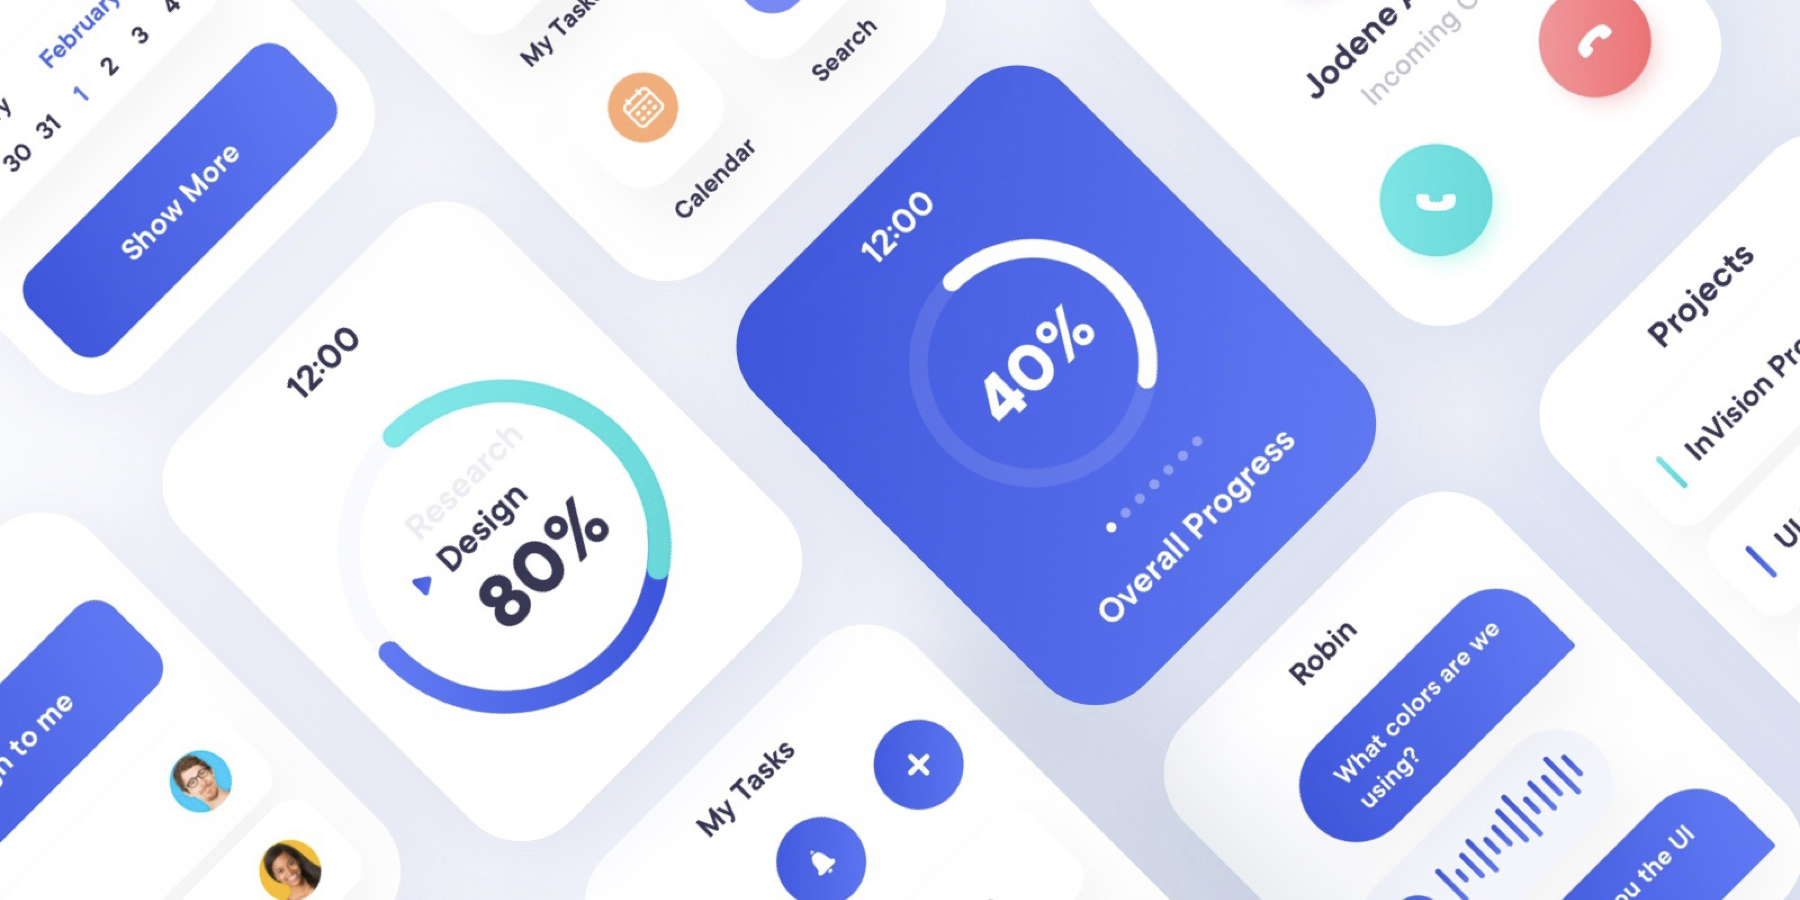 February
1 2 3 4
30 31
Show More
My Tasks
Search
Calendar
Jodene
Incoming
12:00
40%
Overall Progress
12:00
Research
Design
80%
Projects
InVision
UI
to me
My Tasks
Robin
What colors are we
using?
the UI